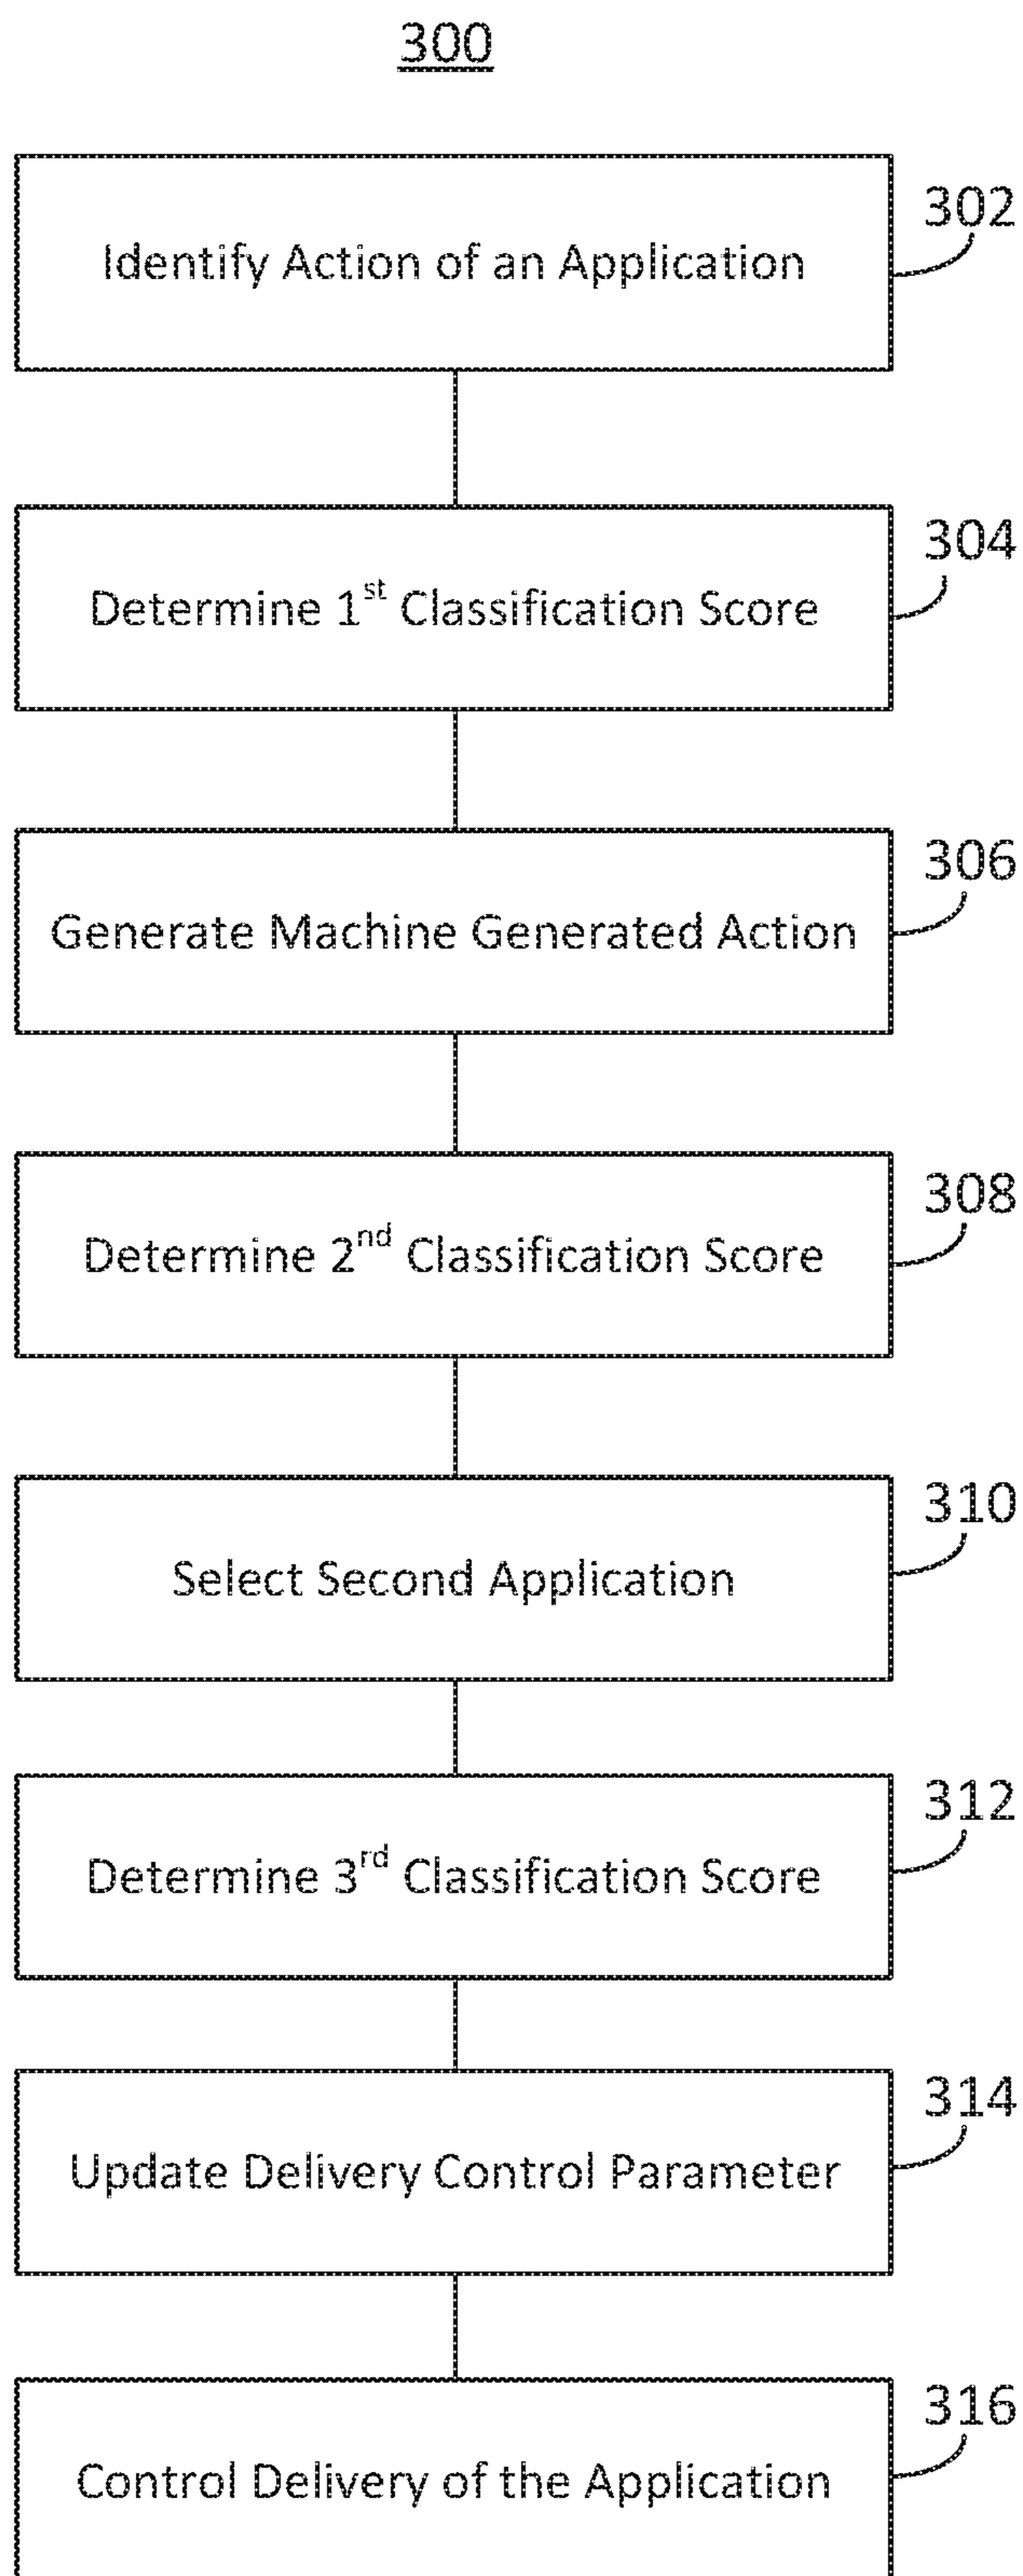 300
302
Identify Action of an Application
304
Determine 1st Classification Score
306
Generate Machine Generated Action
308
Determine 2nd Classification Score
310
Select Second Application
312
Determine 3rd Classification Score
314
Update Delivery Control Parameter
316
Control Delivery of the Application